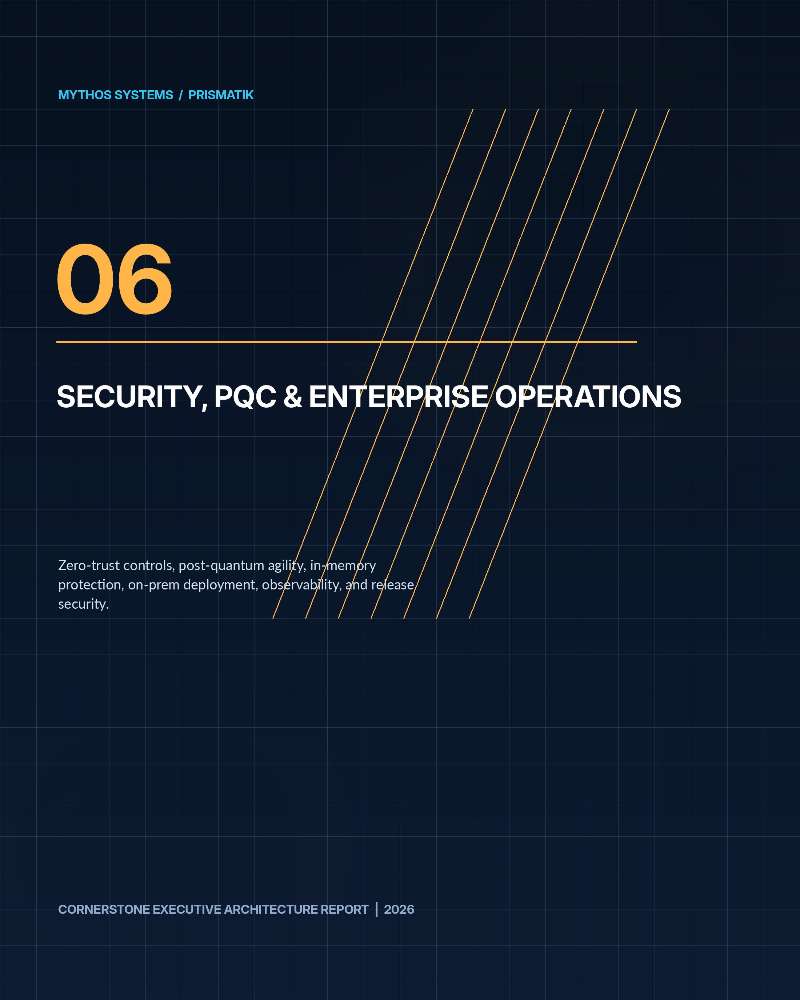 MYTHOS SYSTEMS / PRISMATIK
06
SECURITY, PQC & ENTERPRISE OPERATIONS
Zero-trust controls, post-quantum agility, in-memory
protection, on-prem deployment, observability, and release
security.
CORNERSTONE EXECUTIVE ARCHITECTURE REPORT | 2026